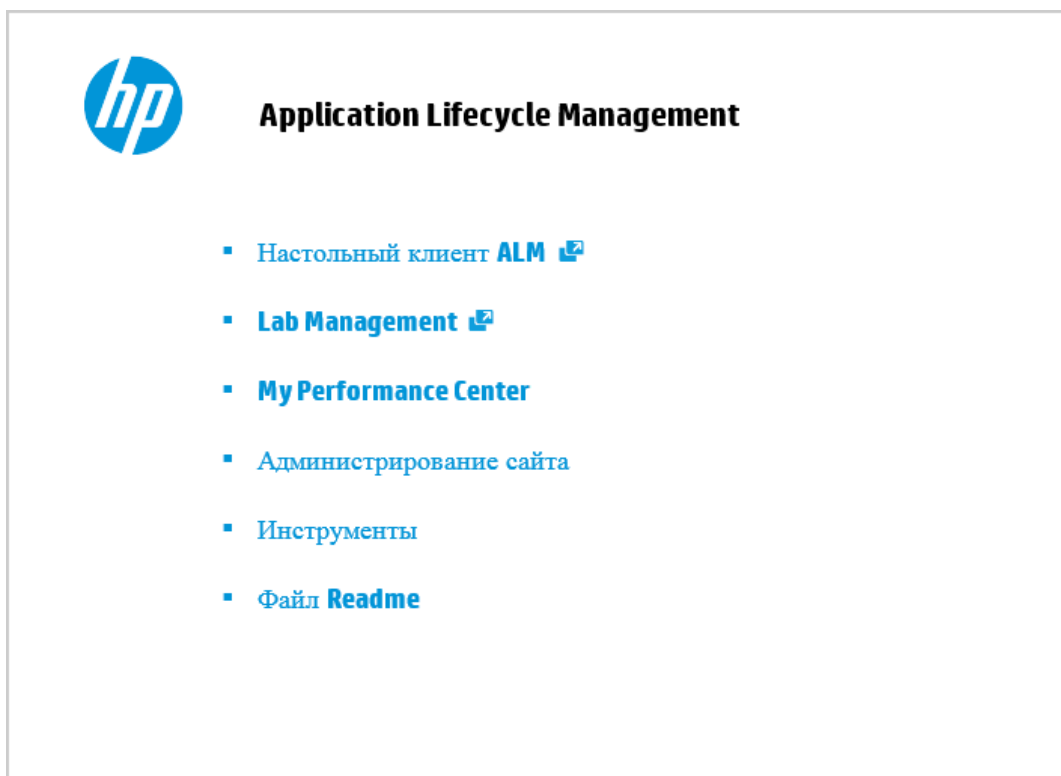 hp
Application Lifecycle Management
Настольный клиент ALM
Lab Management
My Performance Center
Администрирование сайта
Инструменты
Файл Readme